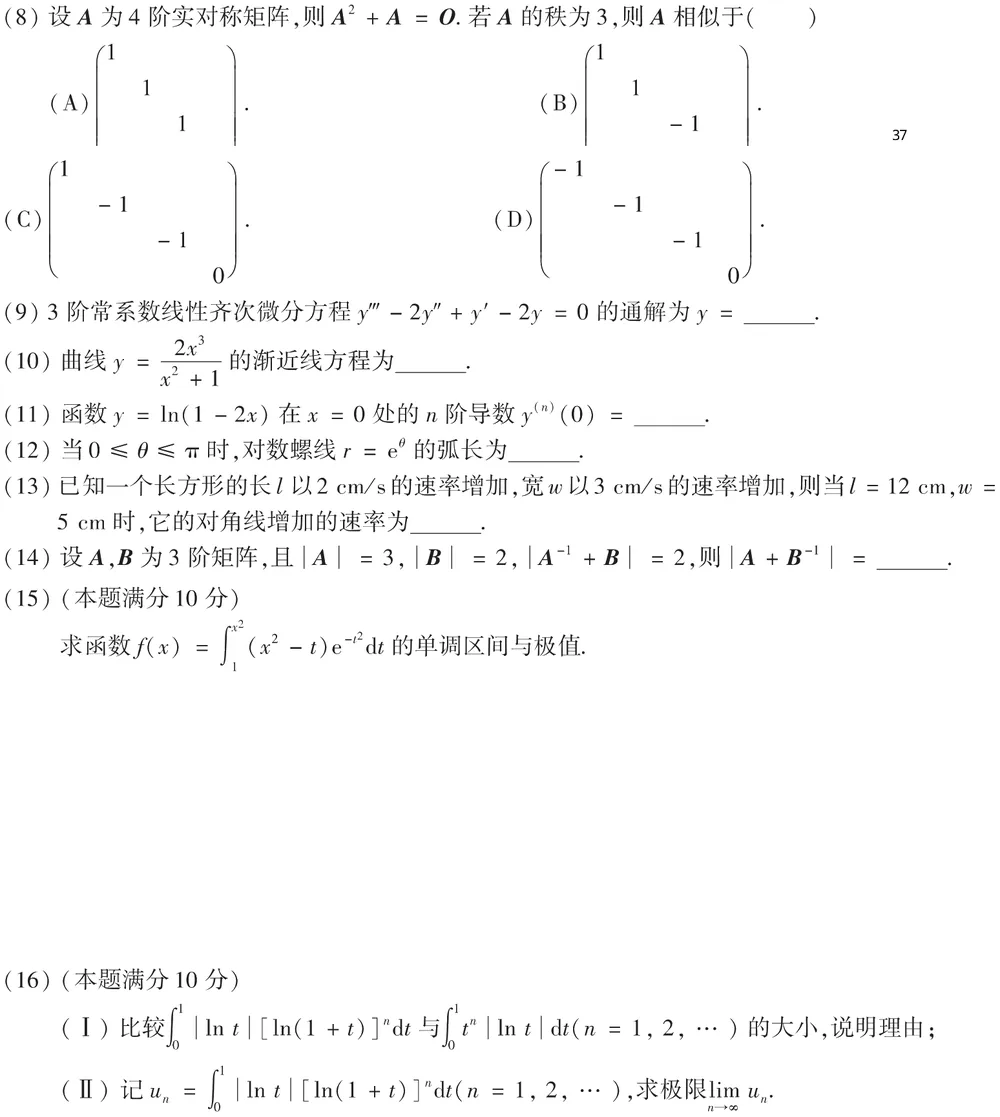 (8) 设 A 为 4 阶实对称矩阵,则 A² + A = O. 若 A 的秩为 3,则 A 相似于(    )
(A) (1 1 1 .
(B) (1 1 -1 .
37
(C) (1 -1 -1 0) .
(D) (-1 -1 -1 0) .
(9) 3 阶常系数线性齐次微分方程 y‴ - 2y″ + y′ - 2y = 0 的通解为 y = ______.
(10) 曲线 y = 2x³/(x² + 1) 的渐近线方程为______.
(11) 函数 y = ln(1 - 2x) 在 x = 0 处的 n 阶导数 y⁽ⁿ⁾(0) = ______.
(12) 当 0 ≤ θ ≤ π 时,对数螺线 r = e^θ 的弧长为______.
(13) 已知一个长方形的长 l 以 2 cm/s 的速率增加,宽 w 以 3 cm/s 的速率增加,则当 l = 12 cm,w =
5 cm 时,它的对角线增加的速率为______.
(14) 设 A,B 为 3 阶矩阵,且 |A| = 3, |B| = 2, |A⁻¹ + B| = 2,则 |A + B⁻¹| = ______.
(15) (本题满分 10 分)
求函数 f(x) = ∫₁^(x²) (x² - t)e^(-t²)dt 的单调区间与极值.
(16) (本题满分 10 分)
(Ⅰ) 比较∫₀¹ |ln t|[ln(1 + t)]ⁿdt 与∫₀¹ tⁿ|ln t|dt(n = 1, 2, …) 的大小,说明理由;
(Ⅱ) 记 uₙ = ∫₀¹ |ln t|[ln(1 + t)]ⁿdt(n = 1, 2, …),求极限 lim n→∞ uₙ.